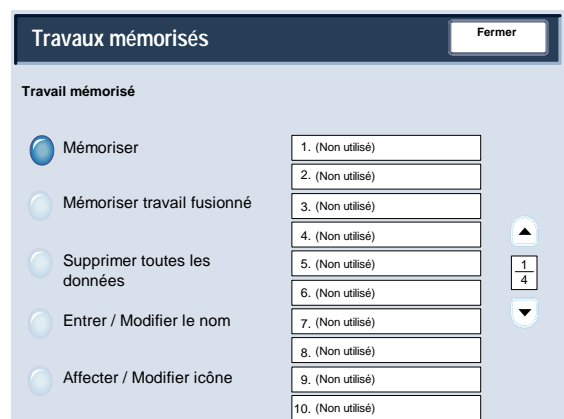 Travaux mémorisés
Fermer
Travail mémorisé
Mémoriser
Mémoriser travail fusionné
Supprimer toutes les
données
Entrer / Modifier le nom
Affecter / Modifier icône
1. (Non utilisé)
2. (Non utilisé)
3. (Non utilisé)
4. (Non utilisé)
5. (Non utilisé)
6. (Non utilisé)
7. (Non utilisé)
8. (Non utilisé)
9. (Non utilisé)
10. (Non utilisé)
1
4